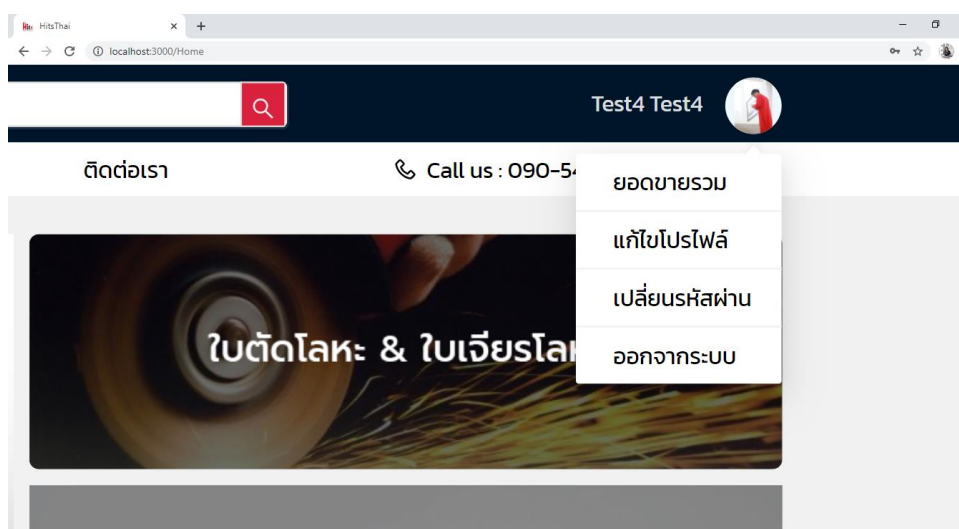 HitsThai
localhost:3000/Home
Test4 Test4
ติดต่อเรา
Call us : 090-54
ยอดขายรวม
แก้ไขโปรไฟล์
เปลี่ยนรหัสผ่าน
ออกจากระบบ
ใบตัดโลหะ & ใบเจียรโลห